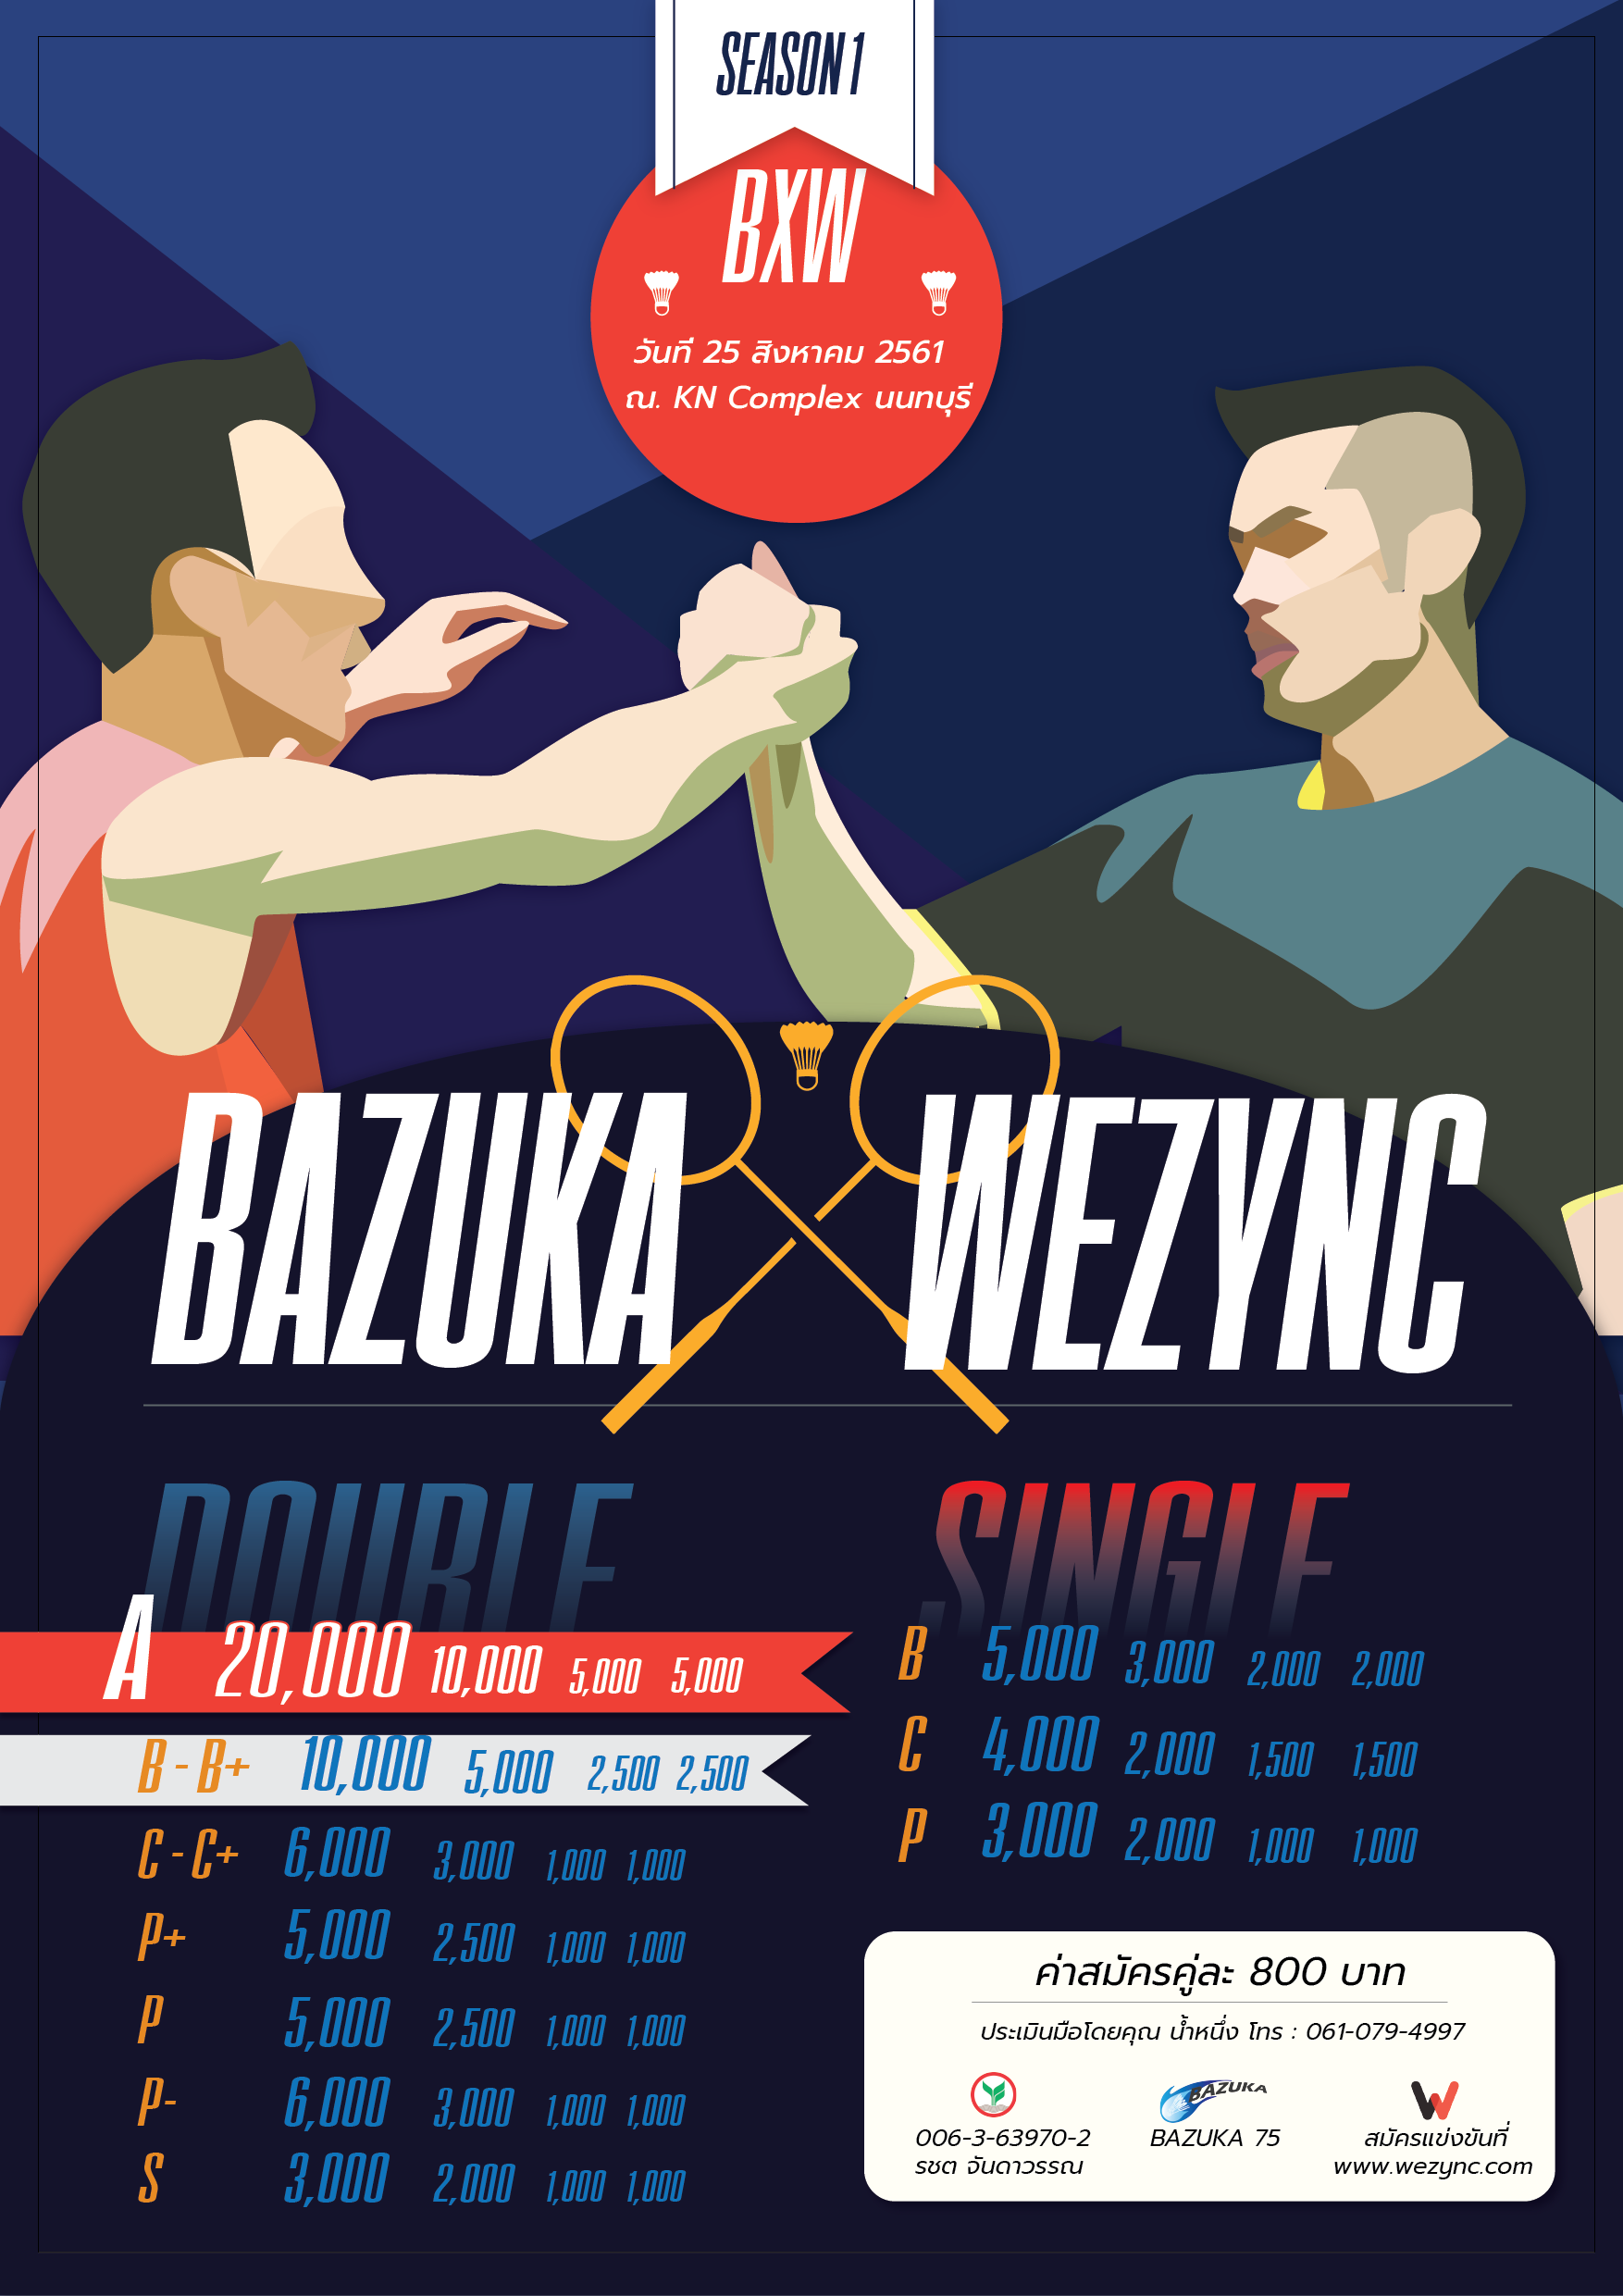 SEASON 1
BXW
วันที่ 25 สิงหาคม 2561
ณ. KN Complex นนทบุรี
BAZUKA WEZYNC
DOUBLE
A 20,000 10,000 5,000 5,000
B - B+ 10,000 5,000 2,500 2,500
C - C+ 6,000 3,000 1,000 1,000
P+ 5,000 2,500 1,000 1,000
P 5,000 2,500 1,000 1,000
P- 6,000 3,000 1,000 1,000
S 3,000 2,000 1,000 1,000
SINGLE
B 5,000 3,000 2,000 2,000
C 4,000 2,000 1,500 1,500
P 3,000 2,000 1,000 1,000
ค่าสมัครคู่ละ 800 บาท
ประเมินมือโดยคุณ น้ำหนึ่ง โทร : 061-079-4997
006-3-63970-2
รชต จันดาวรรณ
BAZUKA
BAZUKA 75
W
สมัครแข่งขันที่
www.wezync.com